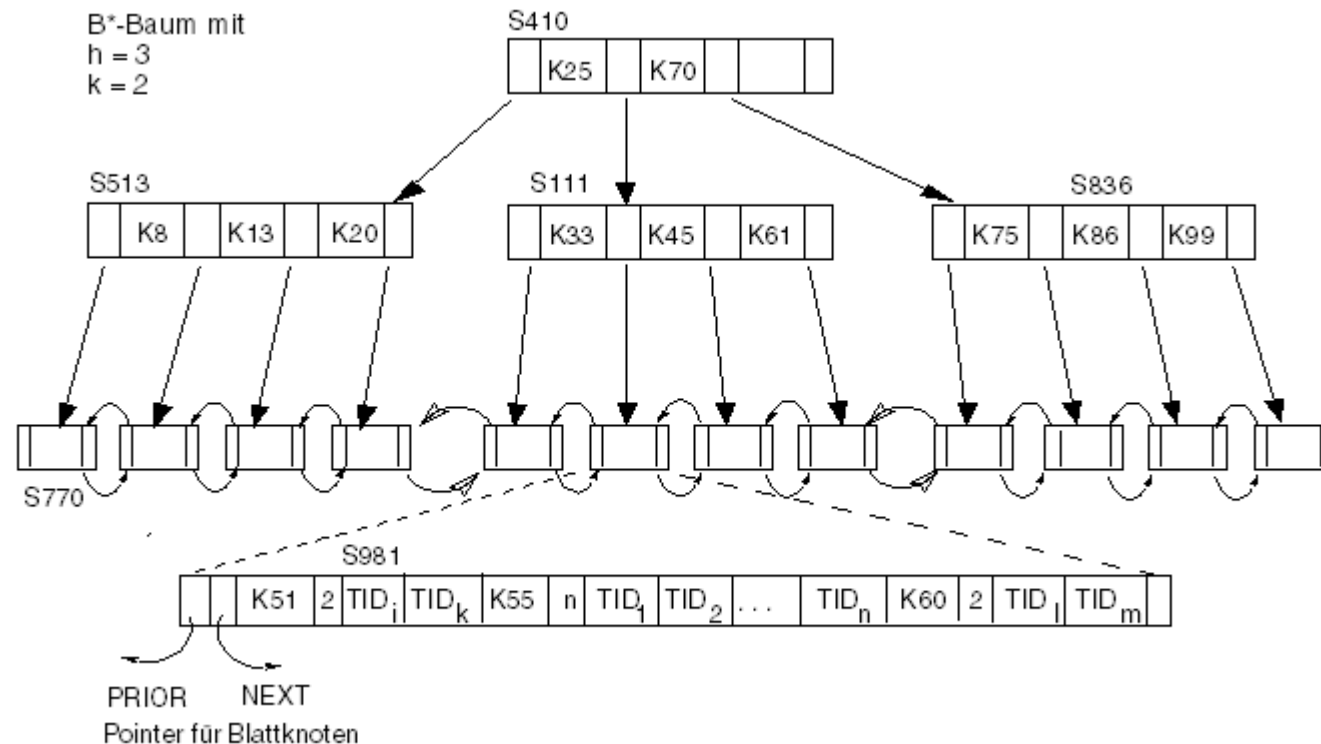 B*-Baum mit
h = 3
k = 2
S410
K25 K70
S513
K8 K13 K20
S111
K33 K45 K61
S836
K75 K86 K99
S770
S981
K51 2 TIDi TIDk K55 n TID1 TID2 ... TIDn K60 2 TIDl TIDm
PRIOR NEXT
Pointer für Blattknoten